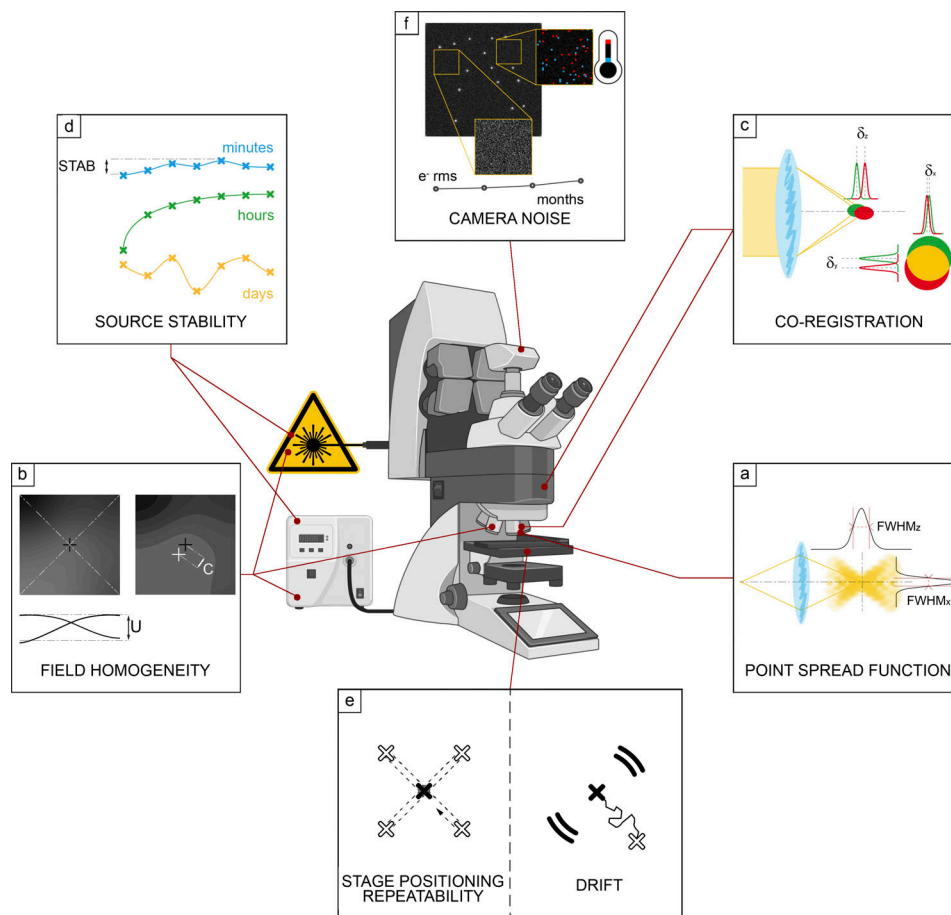 f
e⁻ rms
months
CAMERA NOISE
d
minutes
STAB
hours
days
SOURCE STABILITY
c
δz
δx
δy
CO-REGISTRATION
b
C
U
FIELD HOMOGENEITY
a
FWHMz
FWHMx
POINT SPREAD FUNCTION
e
STAGE POSITIONING
REPEATABILITY
DRIFT